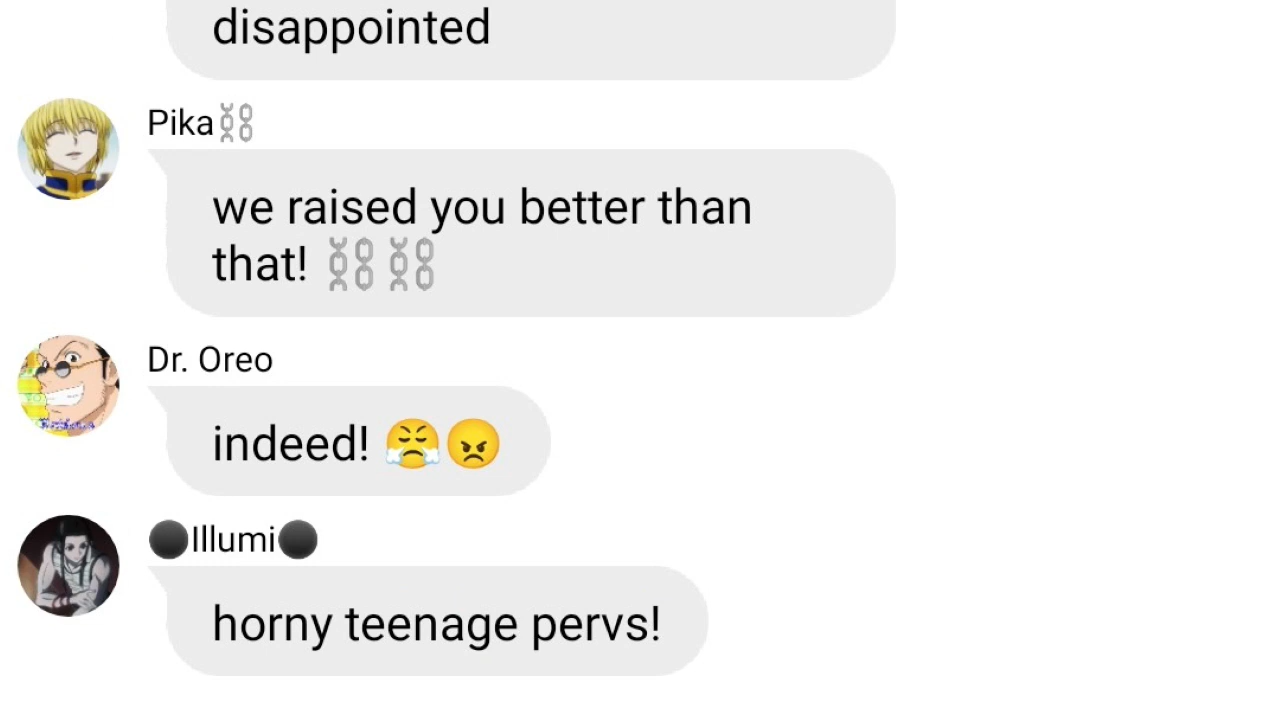 disappointed
Pika⛓️
we raised you better than
that! ⛓️⛓️
Dr. Oreo
indeed! 😤😠
⚫Illumi⚫
horny teenage pervs!